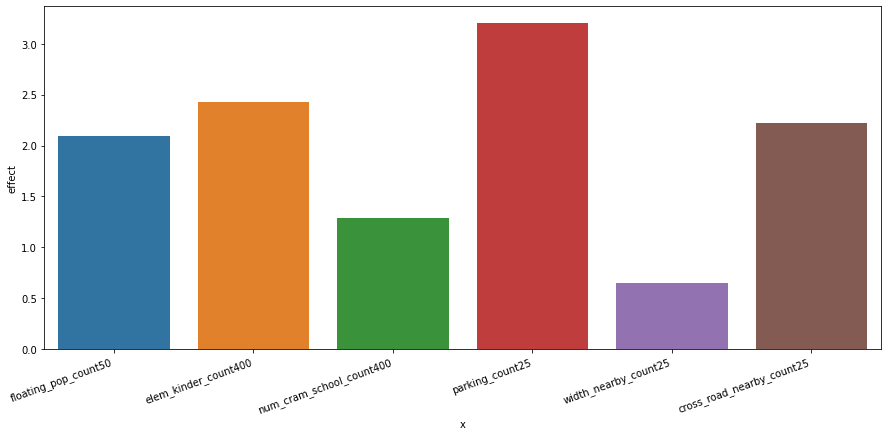 3.0
2.5
2.0
1.5
1.0
0.5
0.0
effect
floating_pop_count50
elem_kinder_count400
num_cram_school_count400
parking_count25
width_nearby_count25
cross_road_nearby_count25
x